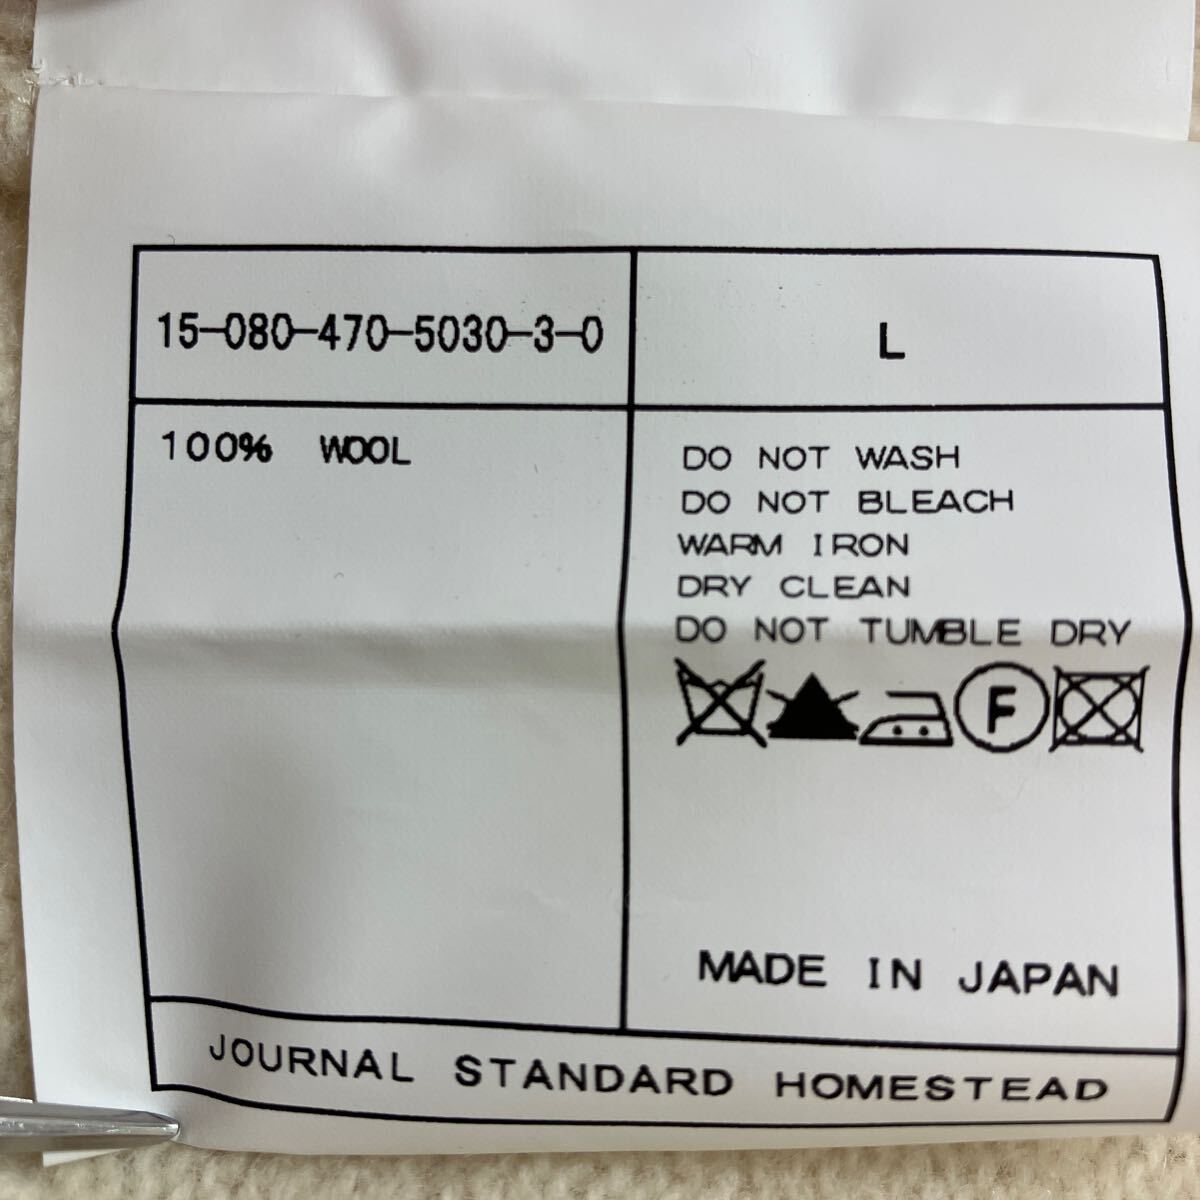 15-080-470-5030-3-0
L
100% WOOL
DO NOT WASH
DO NOT BLEACH
WARM IRON
DRY CLEAN
DO NOT TUMBLE DRY
F
MADE IN JAPAN
JOURNAL STANDARD HOMESTEAD